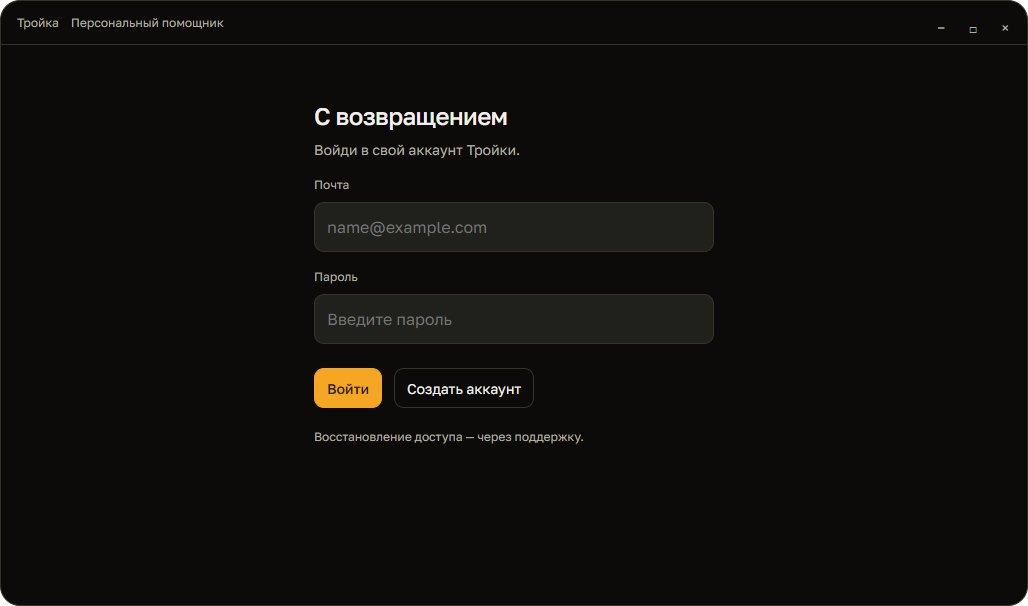 Тройка Персональный помощник
С возвращением
Войди в свой аккаунт Тройки.
Почта
name@example.com
Пароль
Введите пароль
Войти Создать аккаунт
Восстановление доступа — через поддержку.